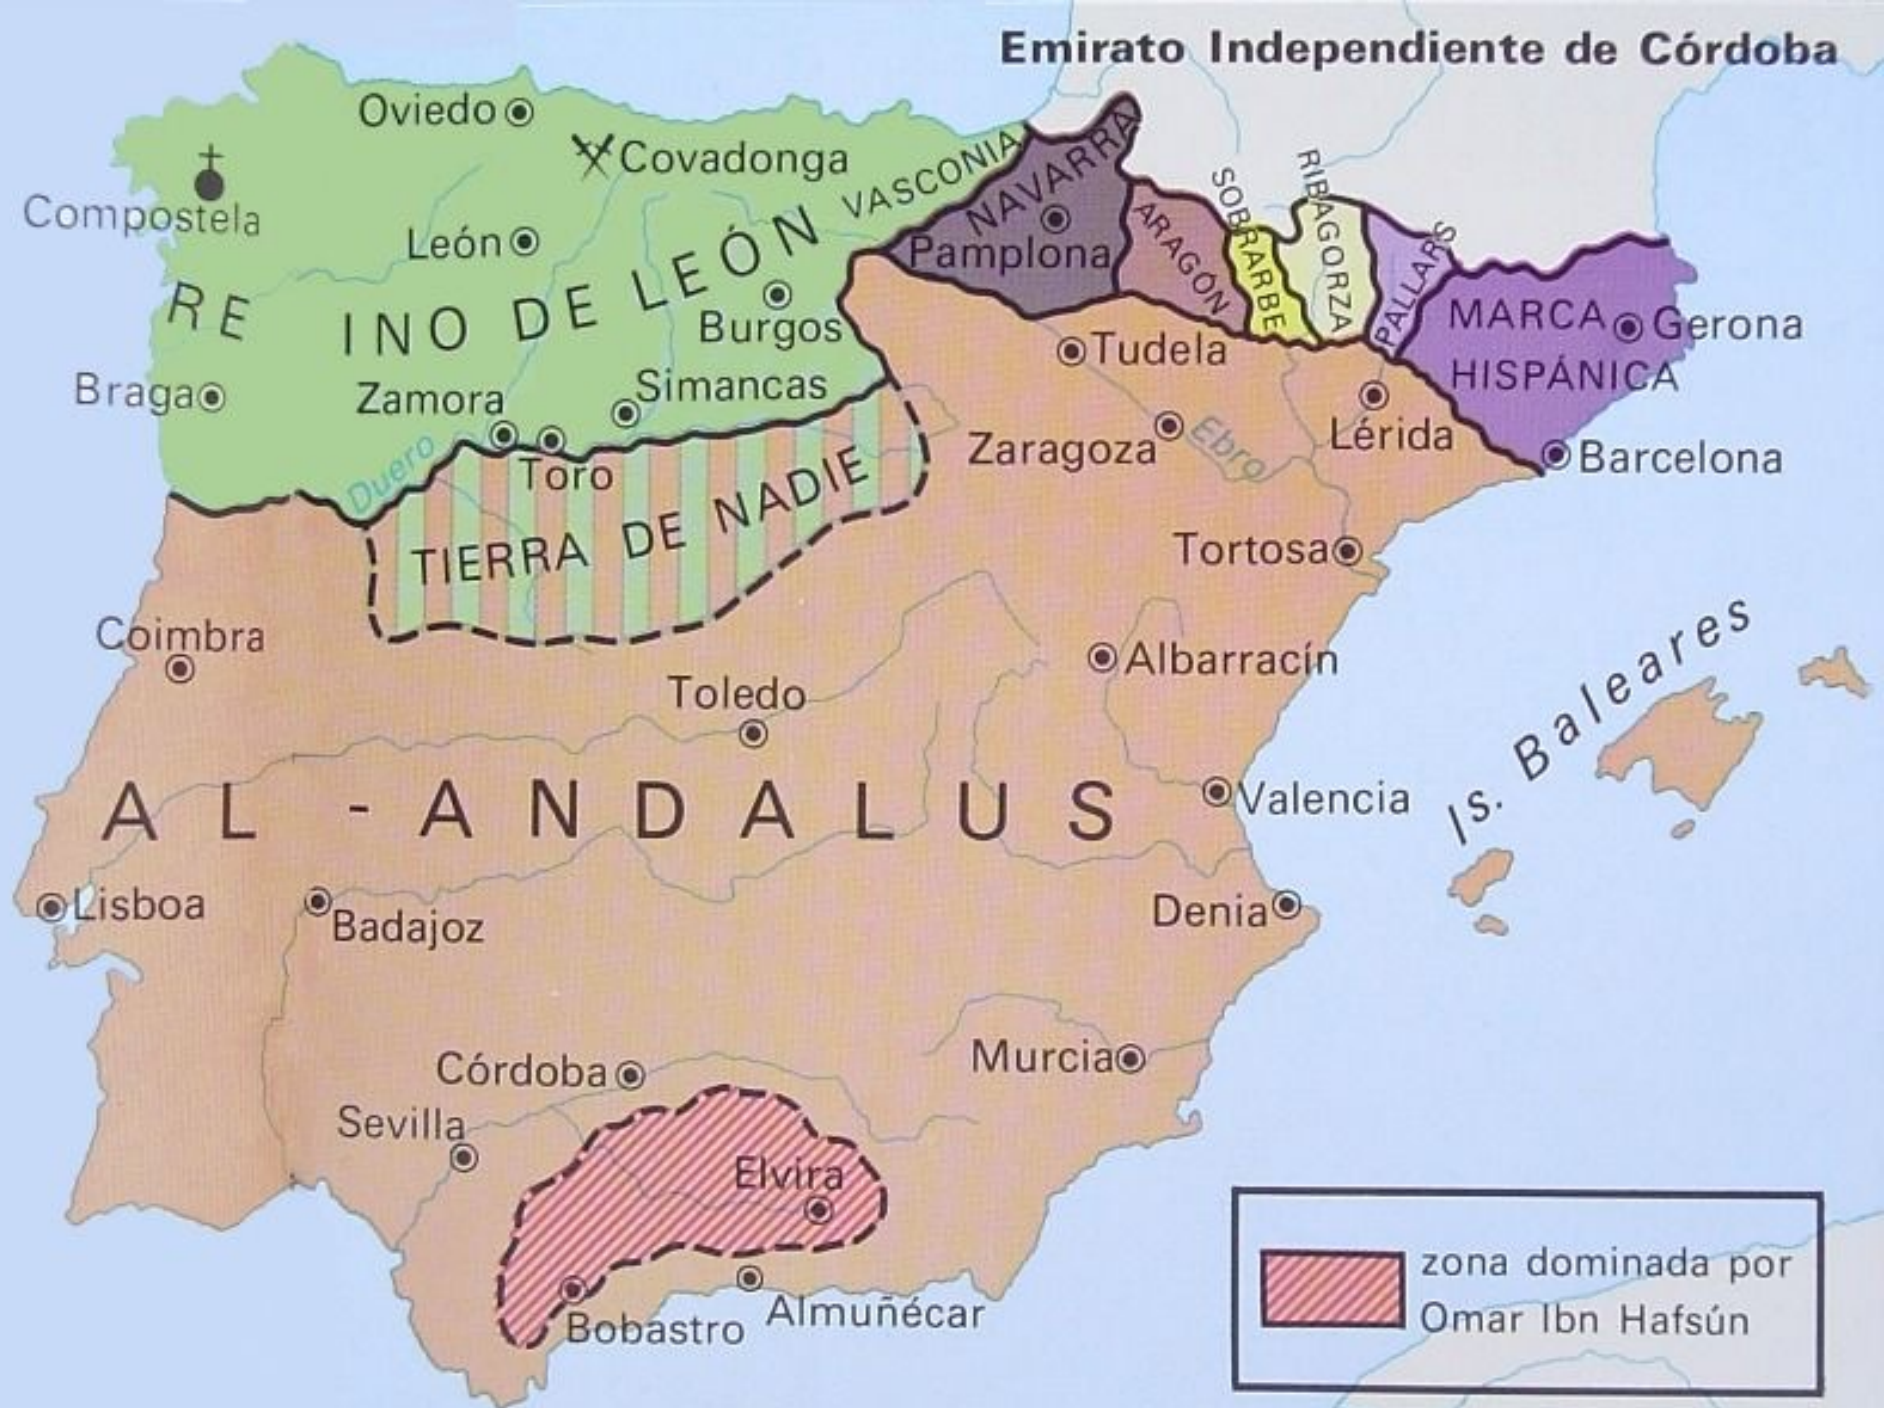 Emirato Independiente de Córdoba
Oviedo
Covadonga
Compostela
León
VASCONIA
NAVARRA
Pamplona
ARAGÓN
SOBRARBE
RIBAGORZA
PALLARS
MARCA
HISPÁNICA
Gerona
REINO DE LEÓN
Burgos
Braga
Zamora
Simancas
Tudela
Duero
Toro
Zaragoza
Ebro
Lérida
Barcelona
TIERRA DE NADIE
Tortosa
Coimbra
Albarracín
Is. Baleares
Toledo
AL-ANDALUS
Valencia
Lisboa
Badajoz
Denia
Córdoba
Murcia
Sevilla
Elvira
Bobastro
Almuñécar
zona dominada por
Omar Ibn Hafsún